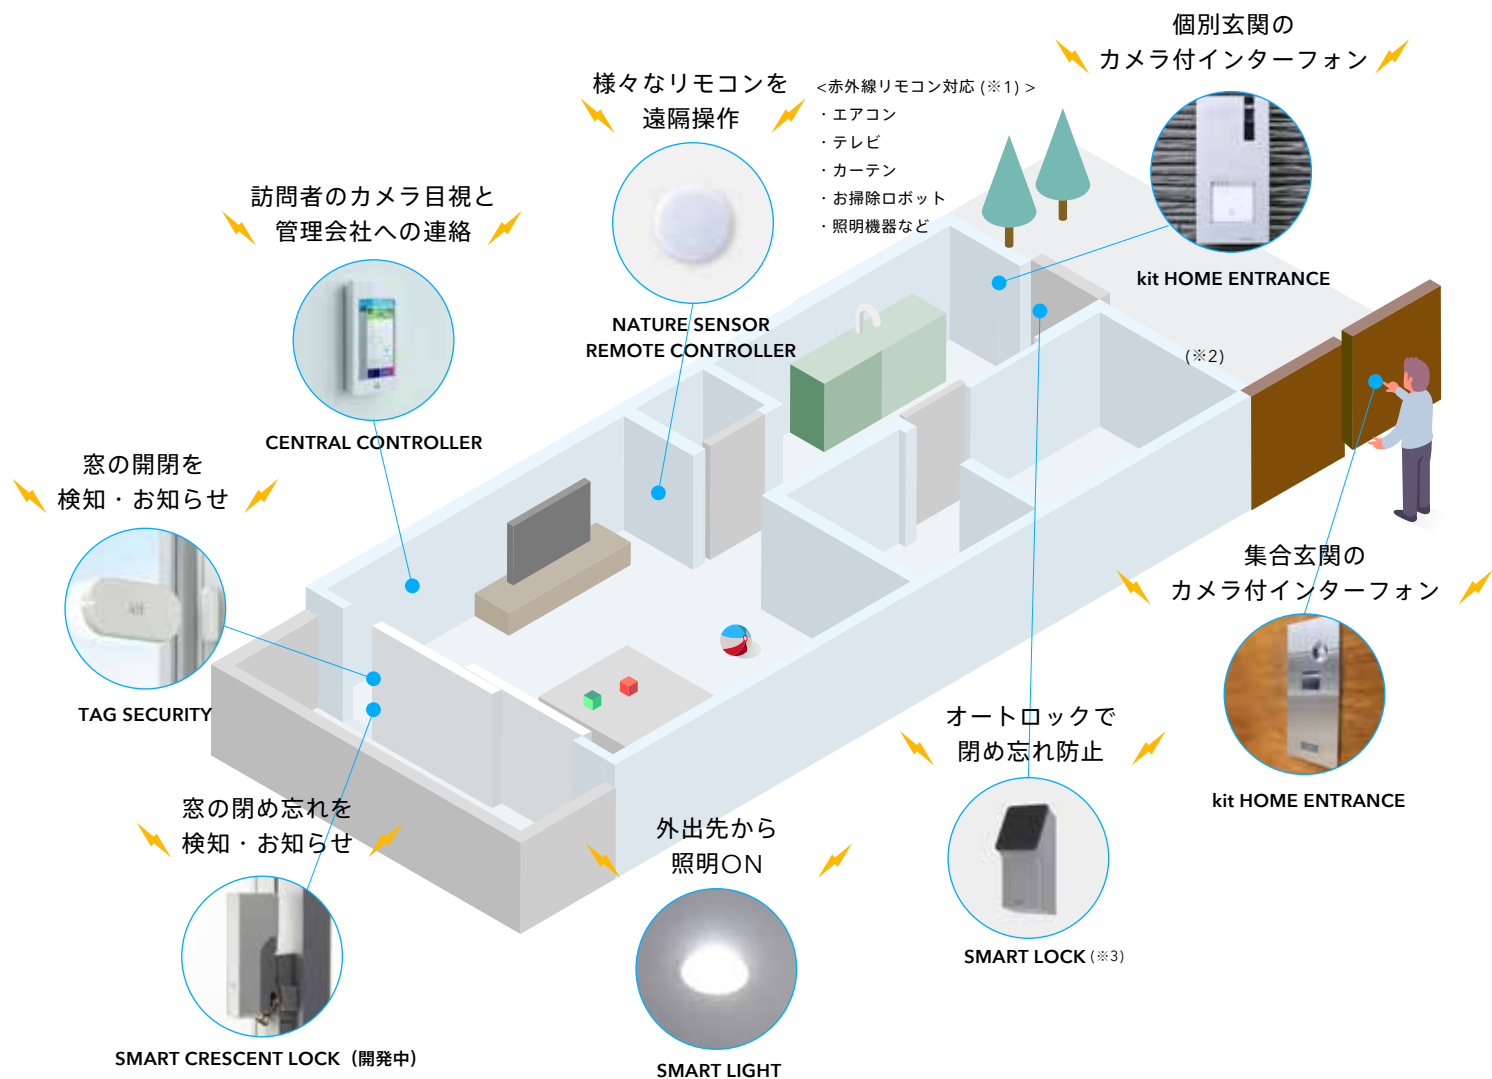 個別玄関の
カメラ付インターフォン
kit HOME ENTRANCE
様々なリモコンを
遠隔操作
<赤外線リモコン対応 (※1) >
・エアコン
・テレビ
・カーテン
・お掃除ロボット
・照明機器など
NATURE SENSOR
REMOTE CONTROLLER
訪問者のカメラ目視と
管理会社への連絡
CENTRAL CONTROLLER
(※2)
窓の開閉を
検知・お知らせ
TAG SECURITY
集合玄関の
カメラ付インターフォン
kit HOME ENTRANCE
オートロックで
閉め忘れ防止
SMART LOCK (※3)
窓の閉め忘れを
検知・お知らせ
SMART CRESCENT LOCK（開発中）
外出先から
照明ON
SMART LIGHT